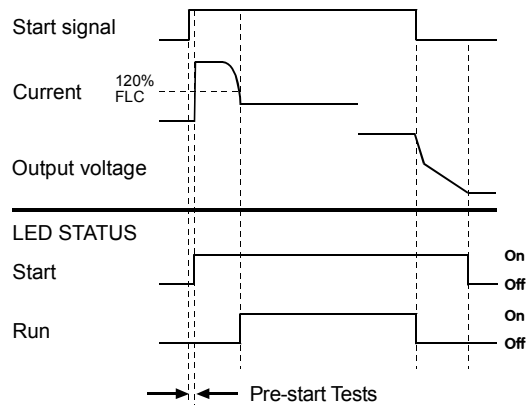 Start signal
120%
FLC
Current
Output voltage
LED STATUS
Start
On
Off
Run
On
Off
Pre-start Tests